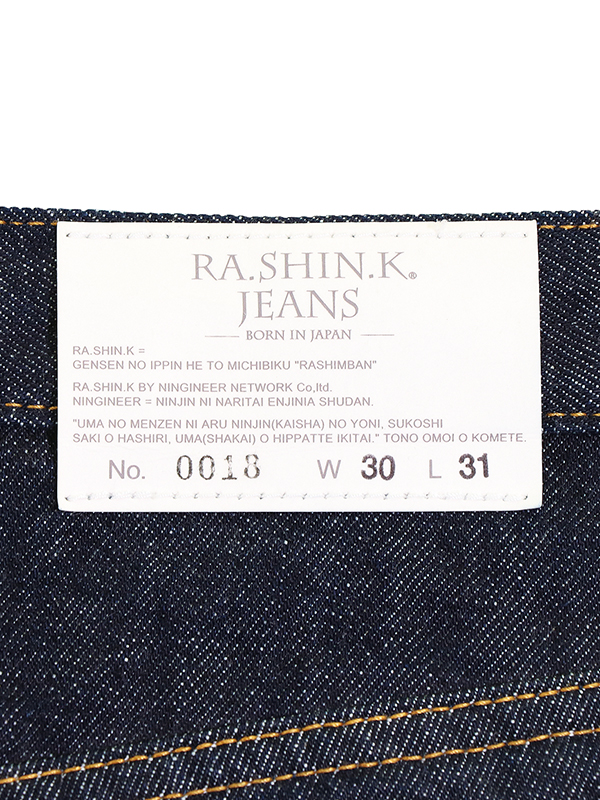 RA.SHIN.K®
JEANS
BORN IN JAPAN
RA.SHIN.K =
GENSEN NO IPPIN HE TO MICHIBIKU "RASHIMBAN"
RA.SHIN.K BY NINGINEER NETWORK Co,ltd.
NINGINEER = NINJIN NI NARITAI ENJINIA SHUDAN.
"UMA NO MENZEN NI ARU NINJIN(KAISHA) NO YONI, SUKOSHI
SAKI O HASHIRI, UMA(SHAKAI) O HIPPATTE IKITAI." TONO OMOI O KOMETE.
No. 0018 W 30 L 31